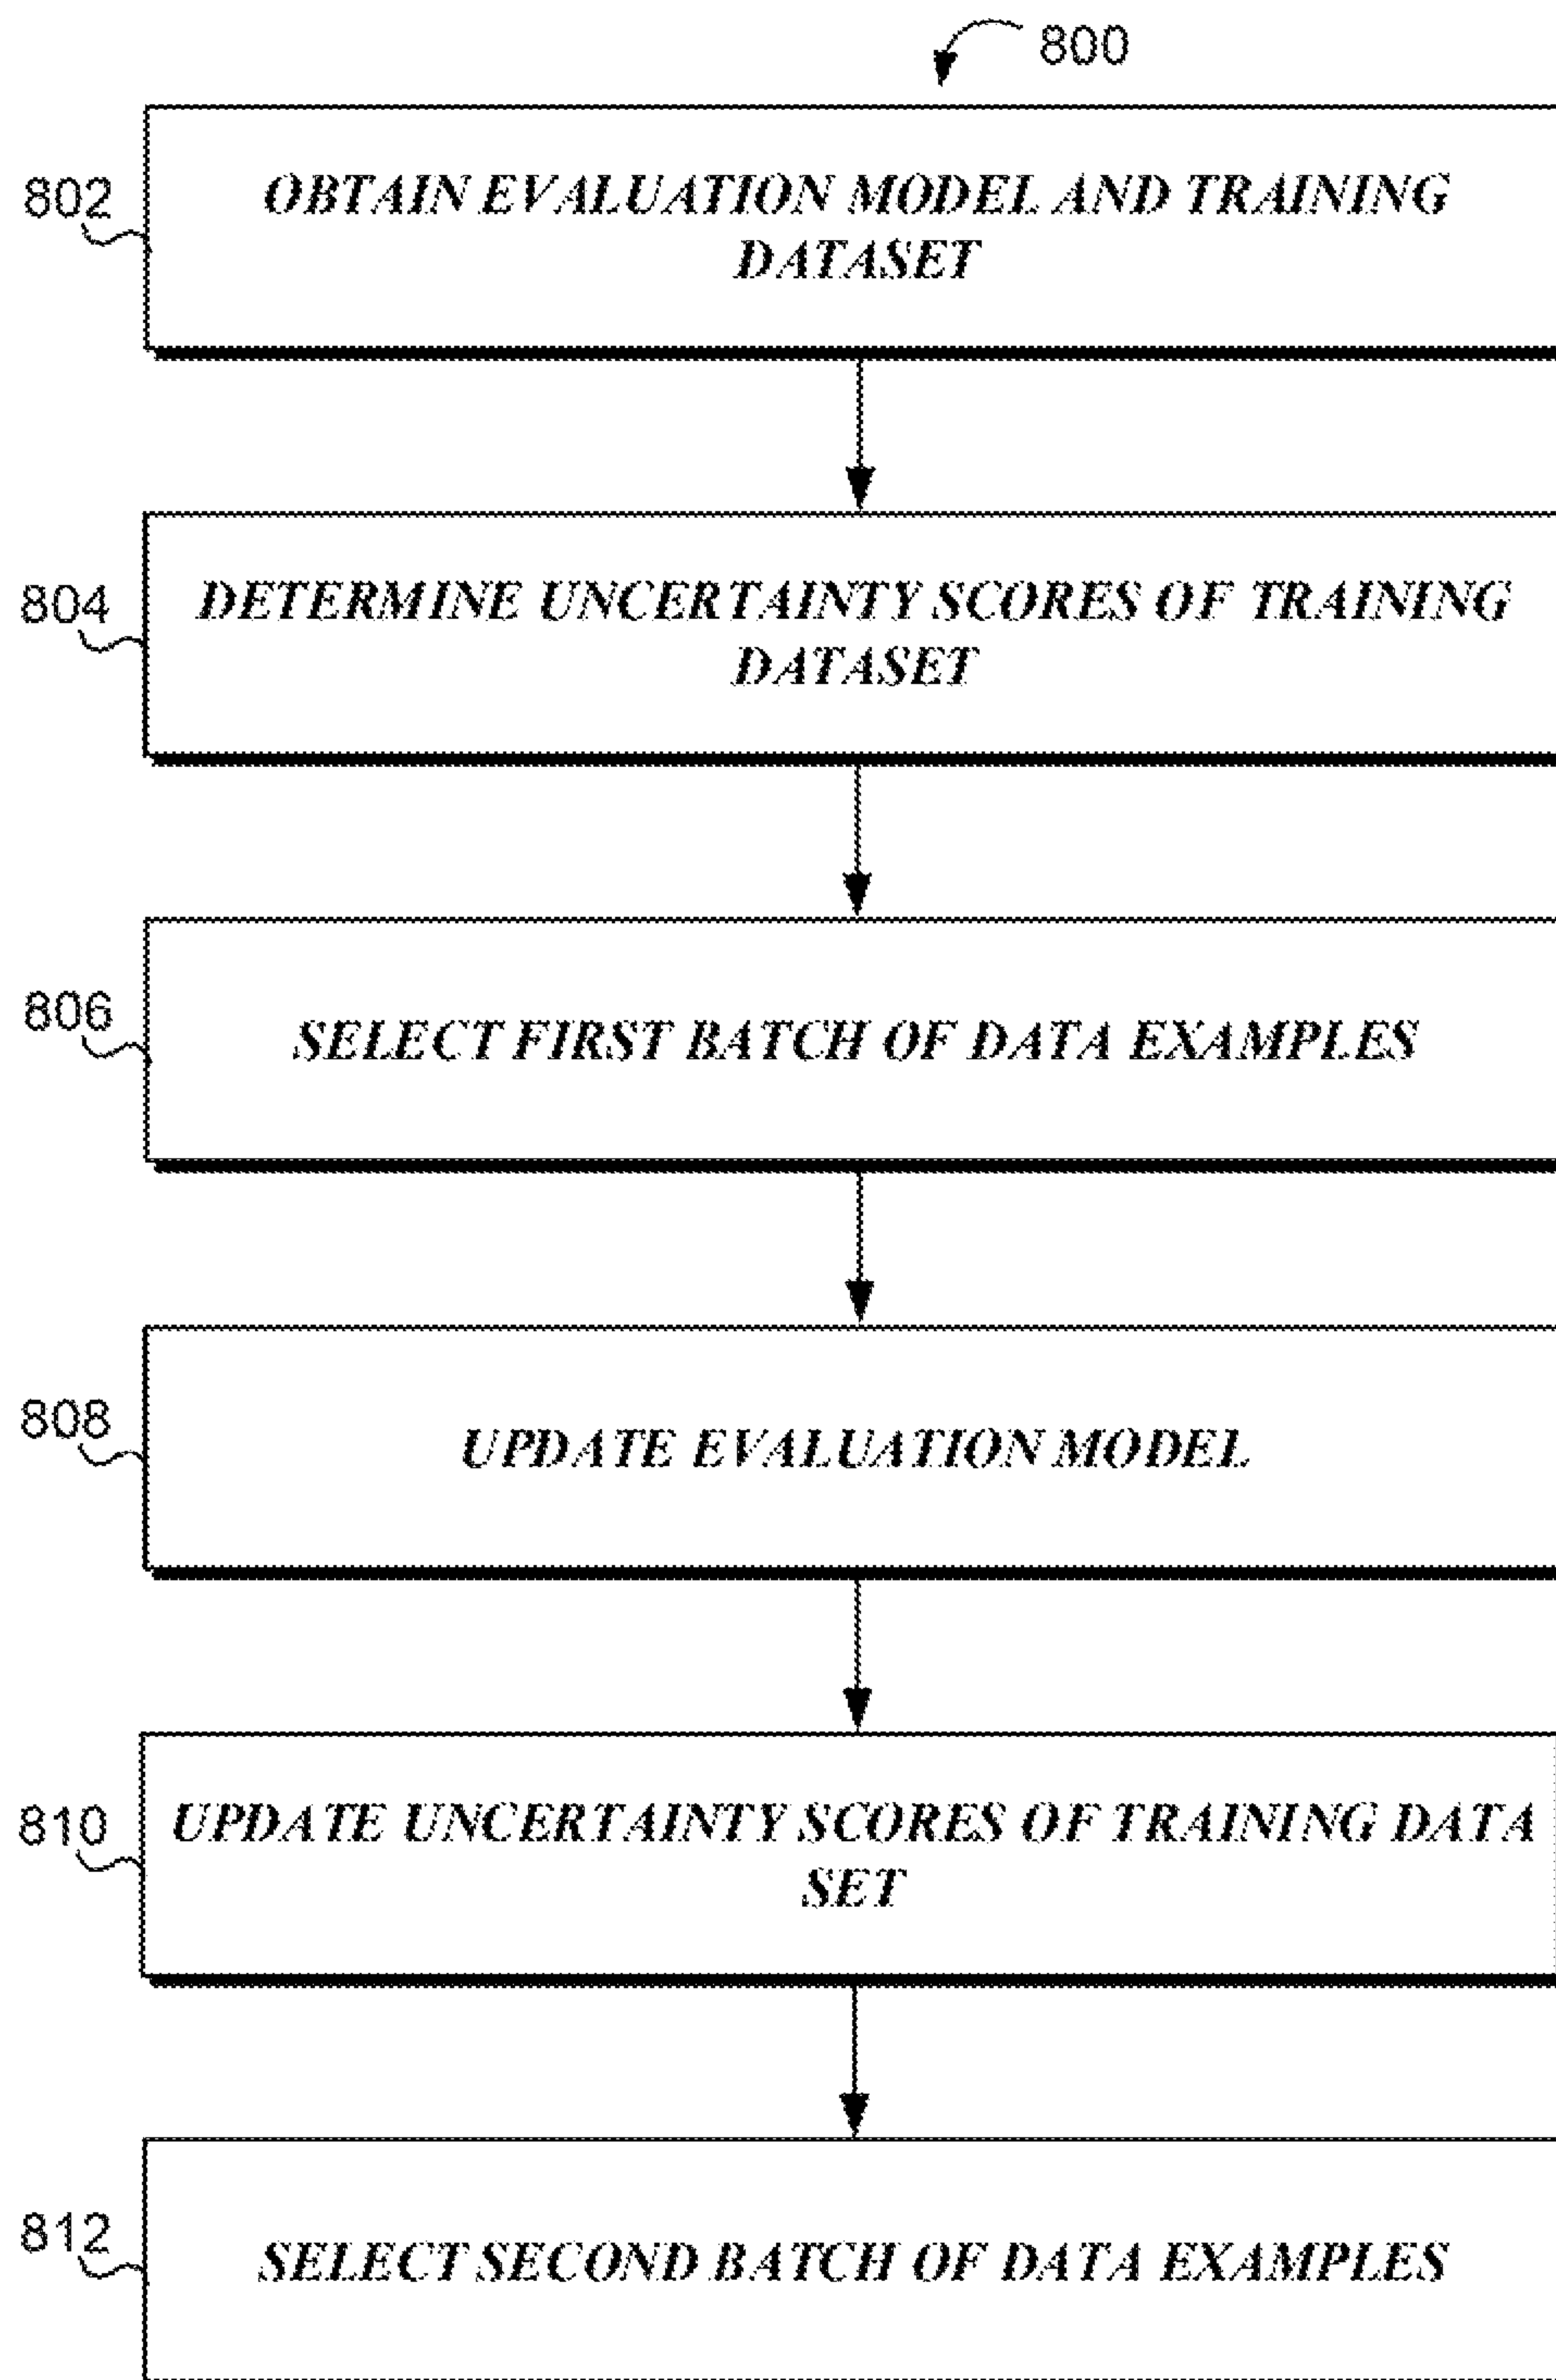 800
802
OBTAIN EVALUATION MODEL AND TRAINING
DATASET
804
DETERMINE UNCERTAINTY SCORES OF TRAINING
DATASET
806
SELECT FIRST BATCH OF DATA EXAMPLES
808
UPDATE EVALUATION MODEL
810
UPDATE UNCERTAINTY SCORES OF TRAINING DATA
SET
812
SELECT SECOND BATCH OF DATA EXAMPLES